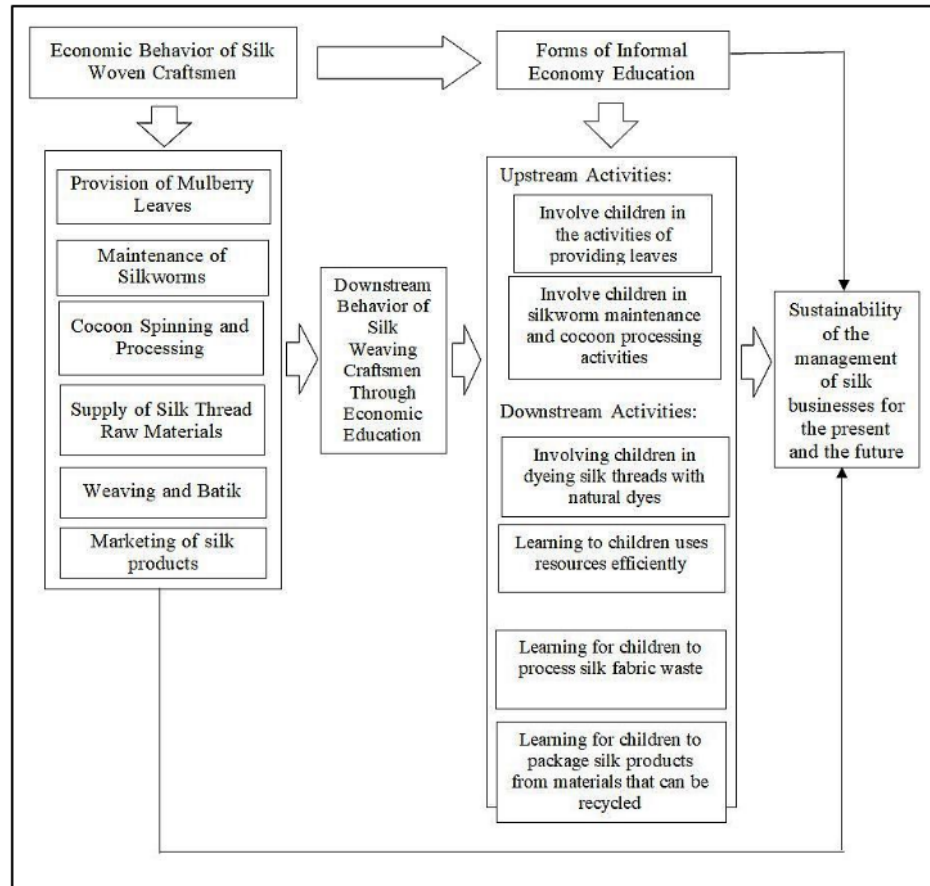 Economic Behavior of Silk
Woven Craftsmen
Forms of Informal
Economy Education
Provision of Mulberry
Leaves
Maintenance of
Silkworms
Cocoon Spinning and
Processing
Supply of Silk Thread
Raw Materials
Weaving and Batik
Marketing of silk
products
Downstream
Behavior of
Silk
Weaving
Craftsmen
Through
Economic
Education
Upstream Activities:
Involve children in
the activities of
providing leaves
Involve children in
silkworm maintenance
and cocoon processing
activities
Downstream Activities:
Involving children in
dyeing silk threads with
natural dyes
Learning to children uses
resources efficiently
Learning for children to
process silk fabric waste
Learning for children to
package silk products
from materials that can be
recycled
Sustainability
of the
management
of silk
businesses for
the present
and the future